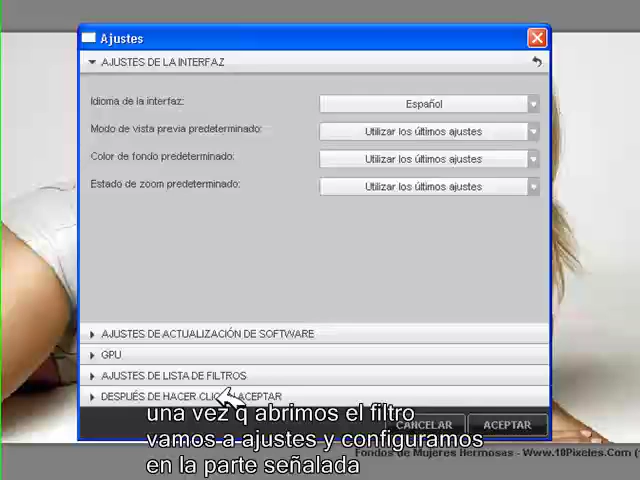 Ajustes
AJUSTES DE LA INTERFAZ
Idioma de la interfaz: Español
Modo de vista previa predeterminado: Utilizar los últimos ajustes
Color de fondo predeterminado: Utilizar los últimos ajustes
Estado de zoom predeterminado: Utilizar los últimos ajustes
AJUSTES DE ACTUALIZACIÓN DE SOFTWARE
GPU
AJUSTES DE LISTA DE FILTROS
DESPUÉS DE HACER CLIC ACEPTAR
una vez q abrimos el filtro
CANCELAR ACEPTAR
vamos a ajustes y configuramos
en la parte señalada
Fondos de Mujeres Hermosas - Www.10Pixeles.Com